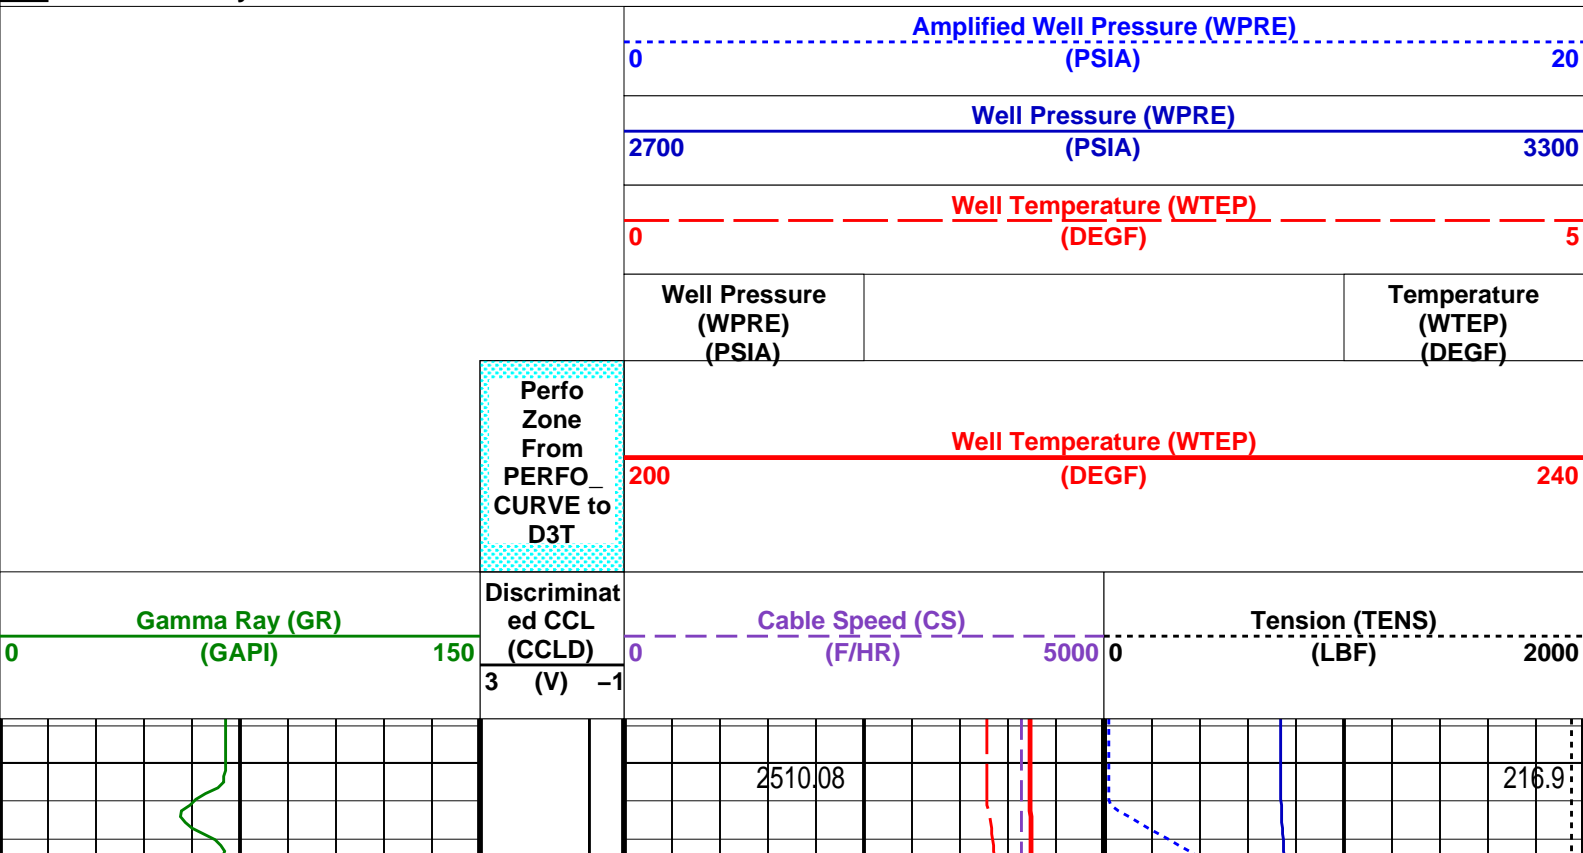 Amplified Well Pressure (WPRE)
0 (PSIA) 20
Well Pressure (WPRE)
2700 (PSIA) 3300
Well Temperature (WTEP)
0 (DEGF) 5
Well Pressure
(WPRE)
(PSIA)
Temperature
(WTEP)
(DEGF)
Perfo
Zone
From
PERFO_
CURVE to
D3T
Well Temperature (WTEP)
200 (DEGF) 240
Gamma Ray (GR)
0 (GAPI) 150
Discriminat
ed CCL
(CCLD)
3 (V) −1
Cable Speed (CS)
0 (F/HR) 5000
Tension (TENS)
0 (LBF) 2000
2510.08
216.9